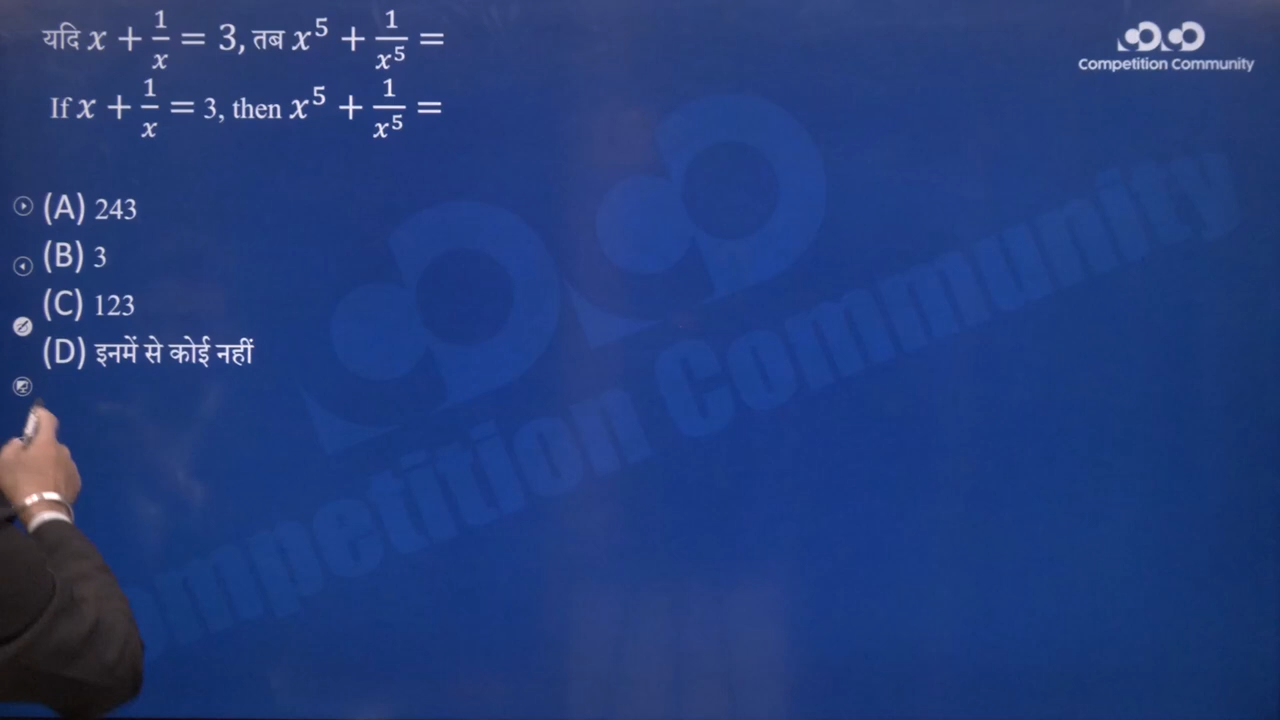 यदि x + 1/x = 3, तब x⁵ + 1/x⁵ =
Competition Community
If x + 1/x = 3, then x⁵ + 1/x⁵ =
(A) 243
(B) 3
(C) 123
(D) इनमें से कोई नहीं
ompetition Community